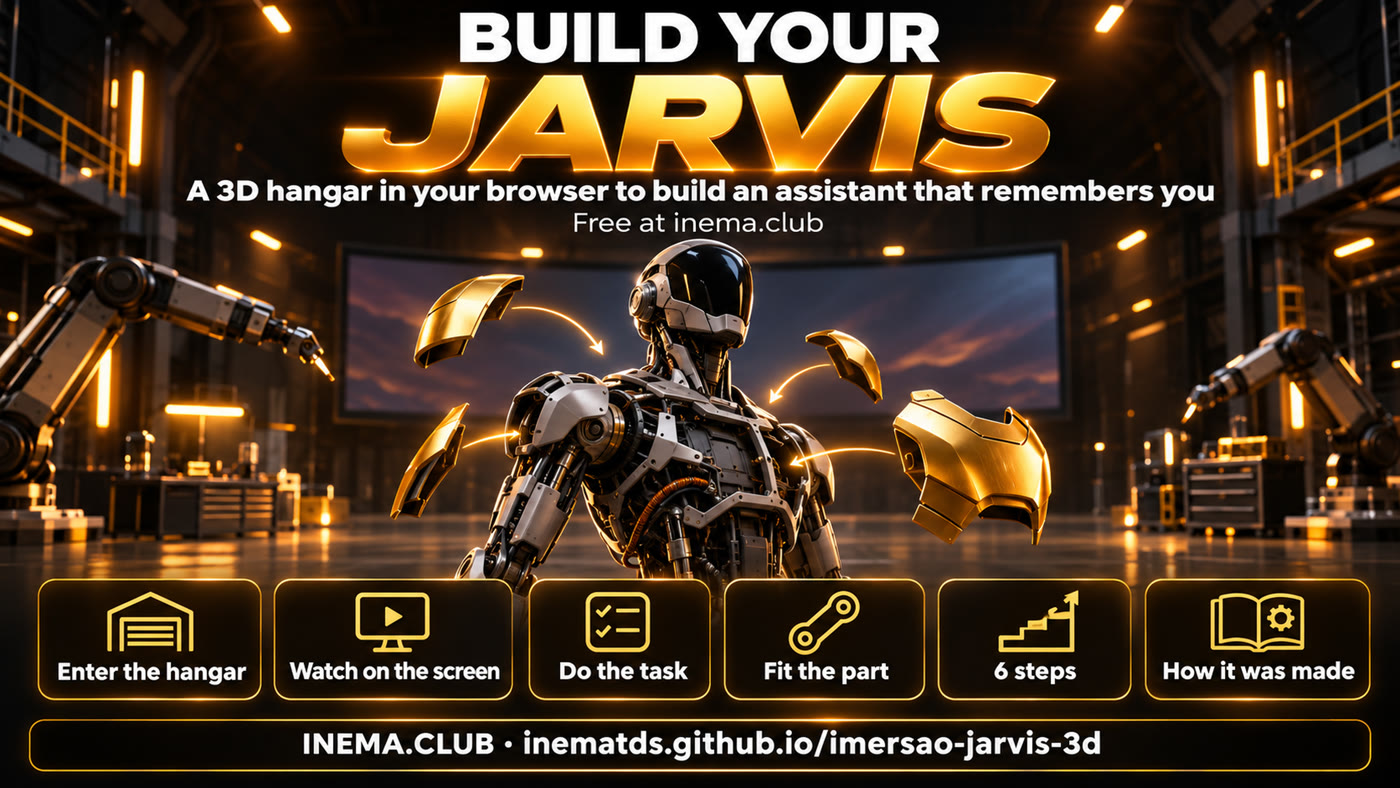 BUILD YOUR
JARVIS
A 3D hangar in your browser to build an assistant that remembers you
Free at inema.club
Enter the hangar
Watch on the screen
Do the task
Fit the part
6 steps
How it was made
INEMA.CLUB · inematds.github.io/imersao-jarvis-3d